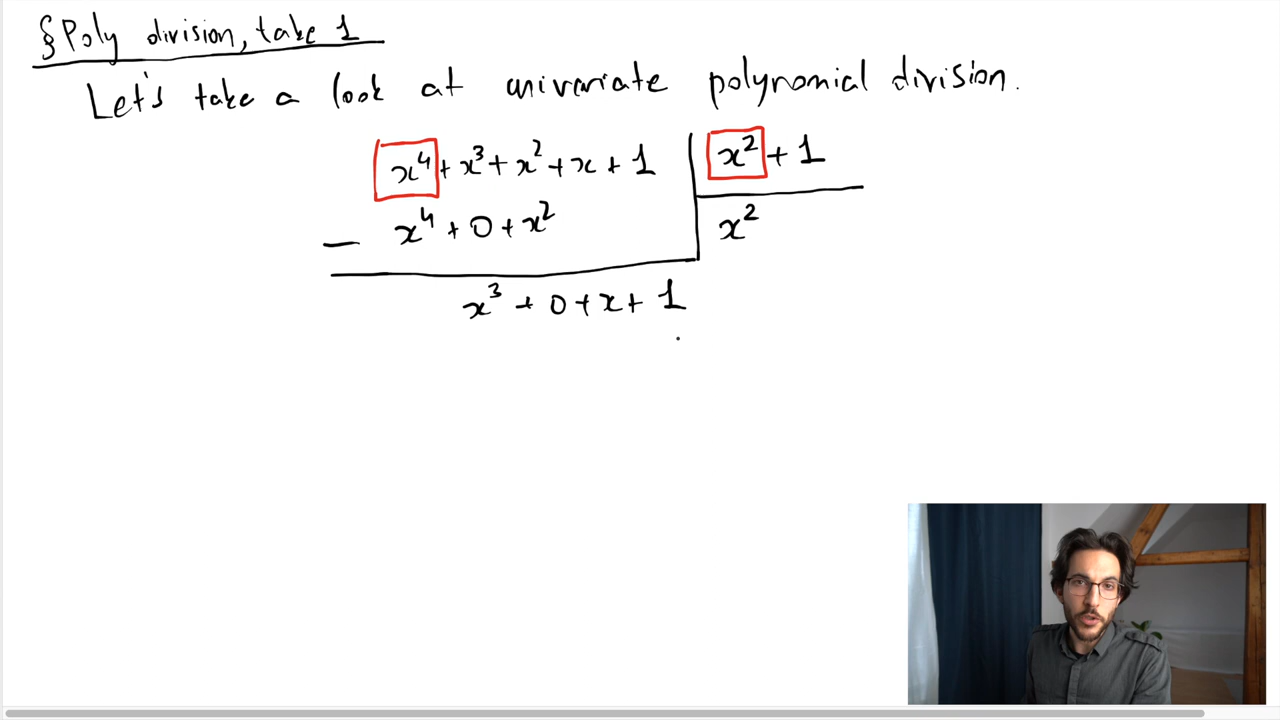 § Poly division, take 1
Let's take a look at univariate polynomial division.
x⁴ + x³ + x² + x + 1 | x² + 1
− x⁴ + 0 + x² | x²
x³ + 0 + x + 1